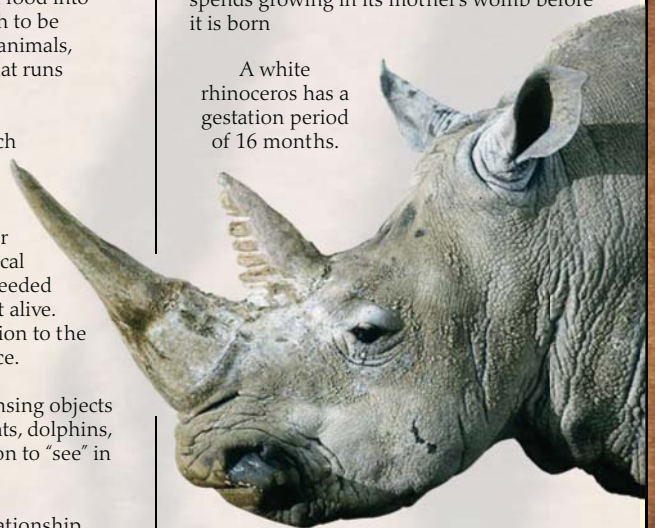 food into
h to be
animals,
at runs
ch
r
cal
eeded
t alive.
ion to the
ce.
nsing objects
ats, dolphins,
on to “see” in
ationship
spends growing in its mother's womb before
it is born
A white
rhinoceros has a
gestation period
of 16 months.